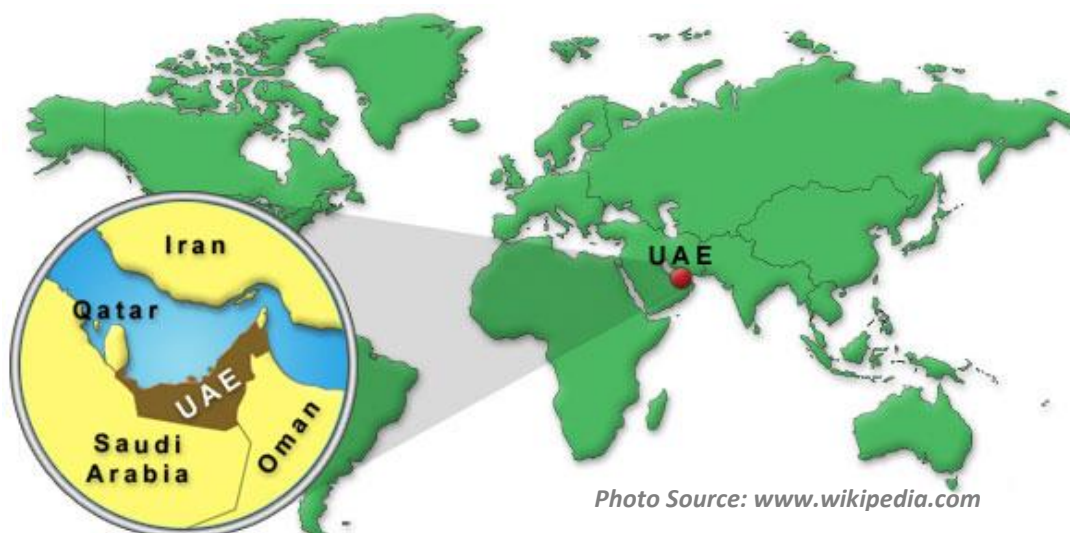 UAE
Iran
Qatar
UAE
Saudi
Arabia
Oman
Photo Source: www.wikipedia.com